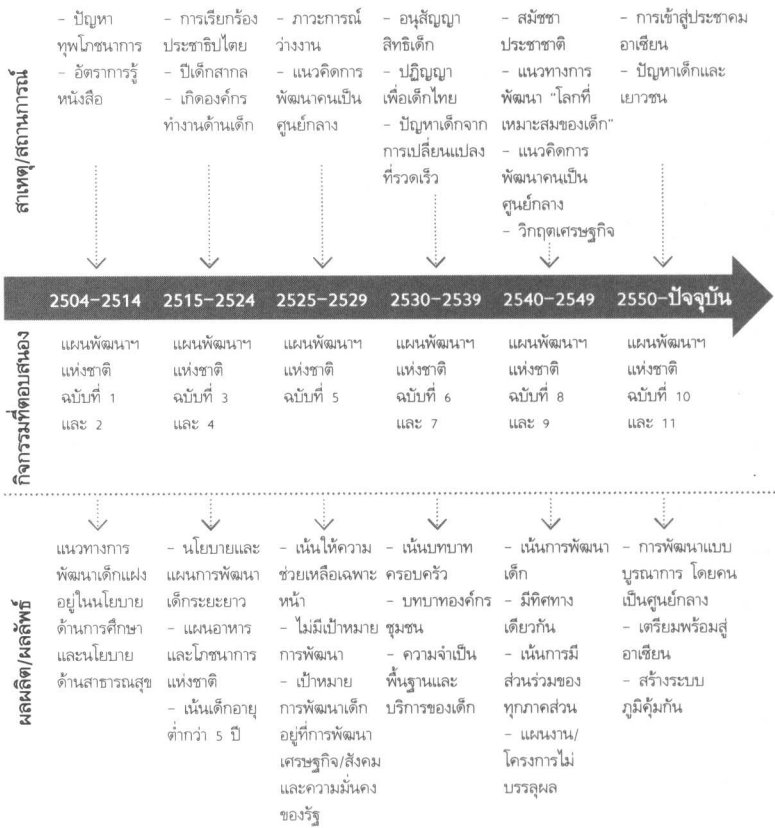 สาเหตุ/สถานการณ์
- ปัญหา
ทุพโภชนาการ
- อัตราการรู้
หนังสือ
- การเรียกร้อง
ประชาธิปไตย
- ปีเด็กสากล
- เกิดองค์กร
ทำงานด้านเด็ก
- ภาวะการณ์
ว่างงาน
- แนวคิดการ
พัฒนาคนเป็น
ศูนย์กลาง
- อนุสัญญา
สิทธิเด็ก
- ปฏิญญา
เพื่อเด็กไทย
- ปัญหาเด็กจาก
การเปลี่ยนแปลง
ที่รวดเร็ว
- สมัชชา
ประชาชาติ
- แนวทางการ
พัฒนา "โลกที่
เหมาะสมของเด็ก"
- แนวคิดการ
พัฒนาคนเป็น
ศูนย์กลาง
- วิกฤตเศรษฐกิจ
- การเข้าสู่ประชาคม
อาเซียน
- ปัญหาเด็กและ
เยาวชน
2504-2514 2515-2524 2525-2529 2530-2539 2540-2549 2550-ปัจจุบัน
กิจกรรมที่ตอบสนอง
แผนพัฒนาฯ
แห่งชาติ
ฉบับที่ 1
และ 2
แผนพัฒนาฯ
แห่งชาติ
ฉบับที่ 3
และ 4
แผนพัฒนาฯ
แห่งชาติ
ฉบับที่ 5
แผนพัฒนาฯ
แห่งชาติ
ฉบับที่ 6
และ 7
แผนพัฒนาฯ
แห่งชาติ
ฉบับที่ 8
และ 9
แผนพัฒนาฯ
แห่งชาติ
ฉบับที่ 10
และ 11
ผลผลิต/ผลลัพธ์
แนวทางการ
พัฒนาเด็กแฝง
อยู่ในนโยบาย
ด้านการศึกษา
และนโยบาย
ด้านสาธารณสุข
- นโยบายและ
แผนการพัฒนา
เด็กระยะยาว
- แผนอาหาร
และโภชนาการ
แห่งชาติ
- เน้นเด็กอายุ
ต่ำกว่า 5 ปี
- เน้นให้ความ
ช่วยเหลือเฉพาะ
หน้า
- ไม่มีเป้าหมาย
การพัฒนา
- เป้าหมาย
การพัฒนาเด็ก
อยู่ที่การพัฒนา
เศรษฐกิจ/สังคม
และความมั่นคง
ของรัฐ
- เน้นบทบาท
ครอบครัว
- บทบาทองค์กร
ชุมชน
- ความจำเป็น
พื้นฐานและ
บริการของเด็ก
- เน้นการพัฒนา
เด็ก
- มีทิศทาง
เดียวกัน
- เน้นการมี
ส่วนร่วมของ
ทุกภาคส่วน
- แผนงาน/
โครงการไม่
บรรลุผล
- การพัฒนาแบบ
บูรณาการ โดยคน
เป็นศูนย์กลาง
- เตรียมพร้อมสู่
อาเซียน
- สร้างระบบ
ภูมิคุ้มกัน